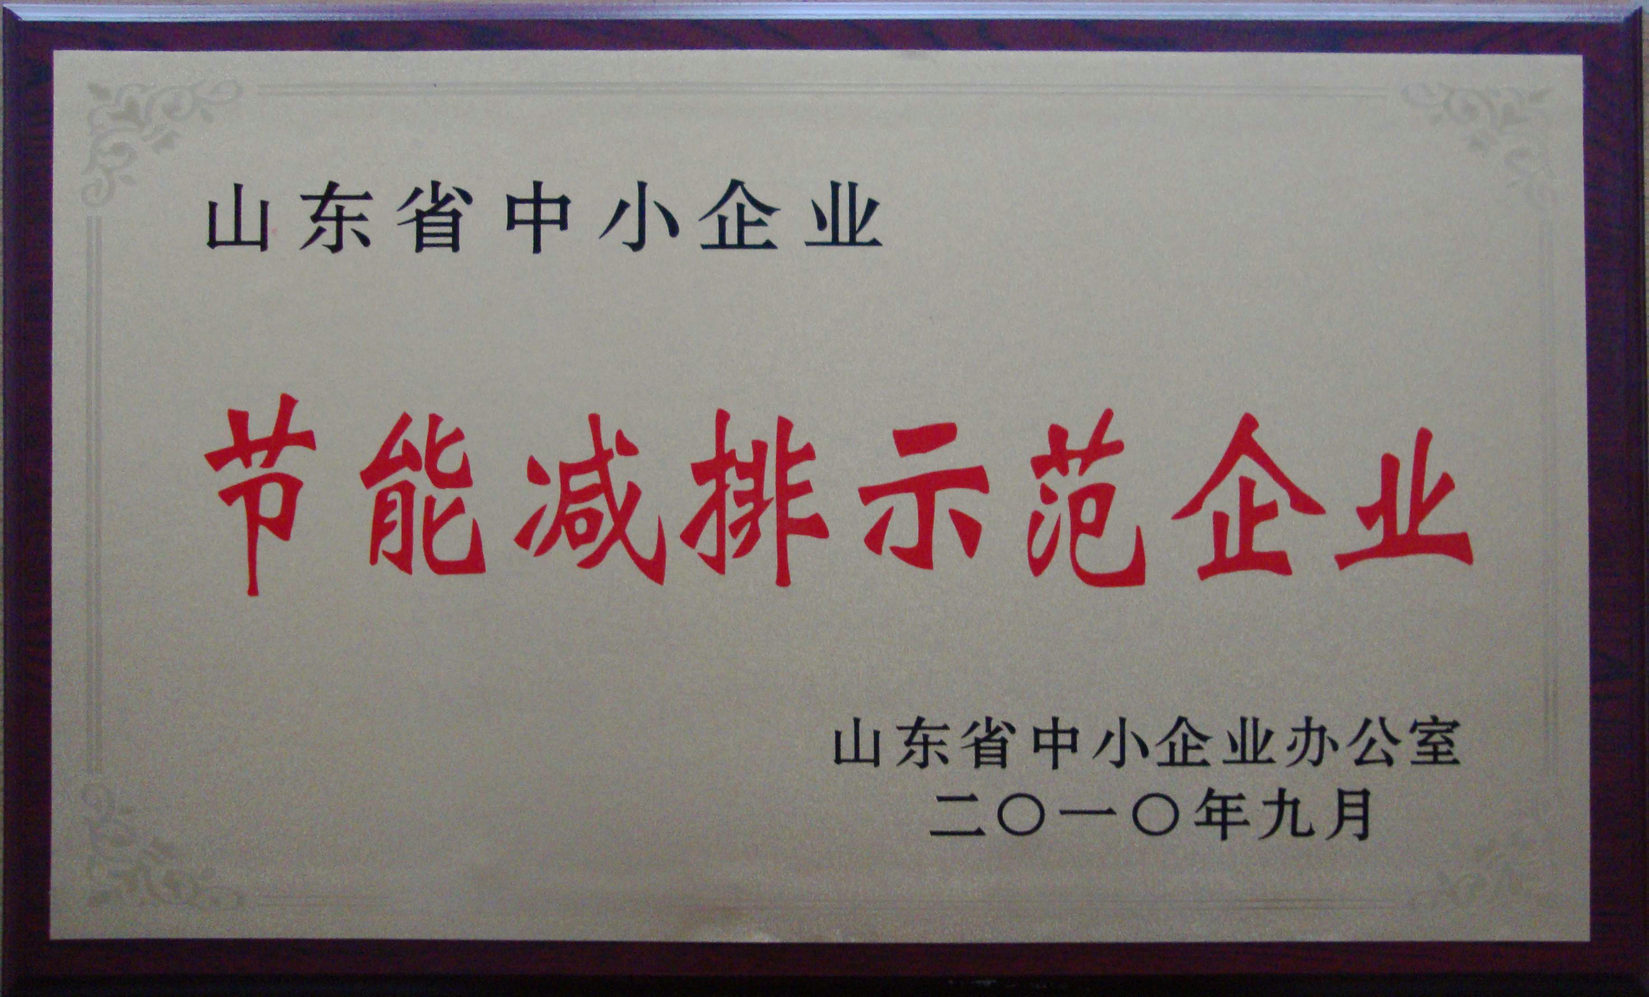 山东省中小企业
节能减排示范企业
山东省中小企业办公室
二〇一〇年九月